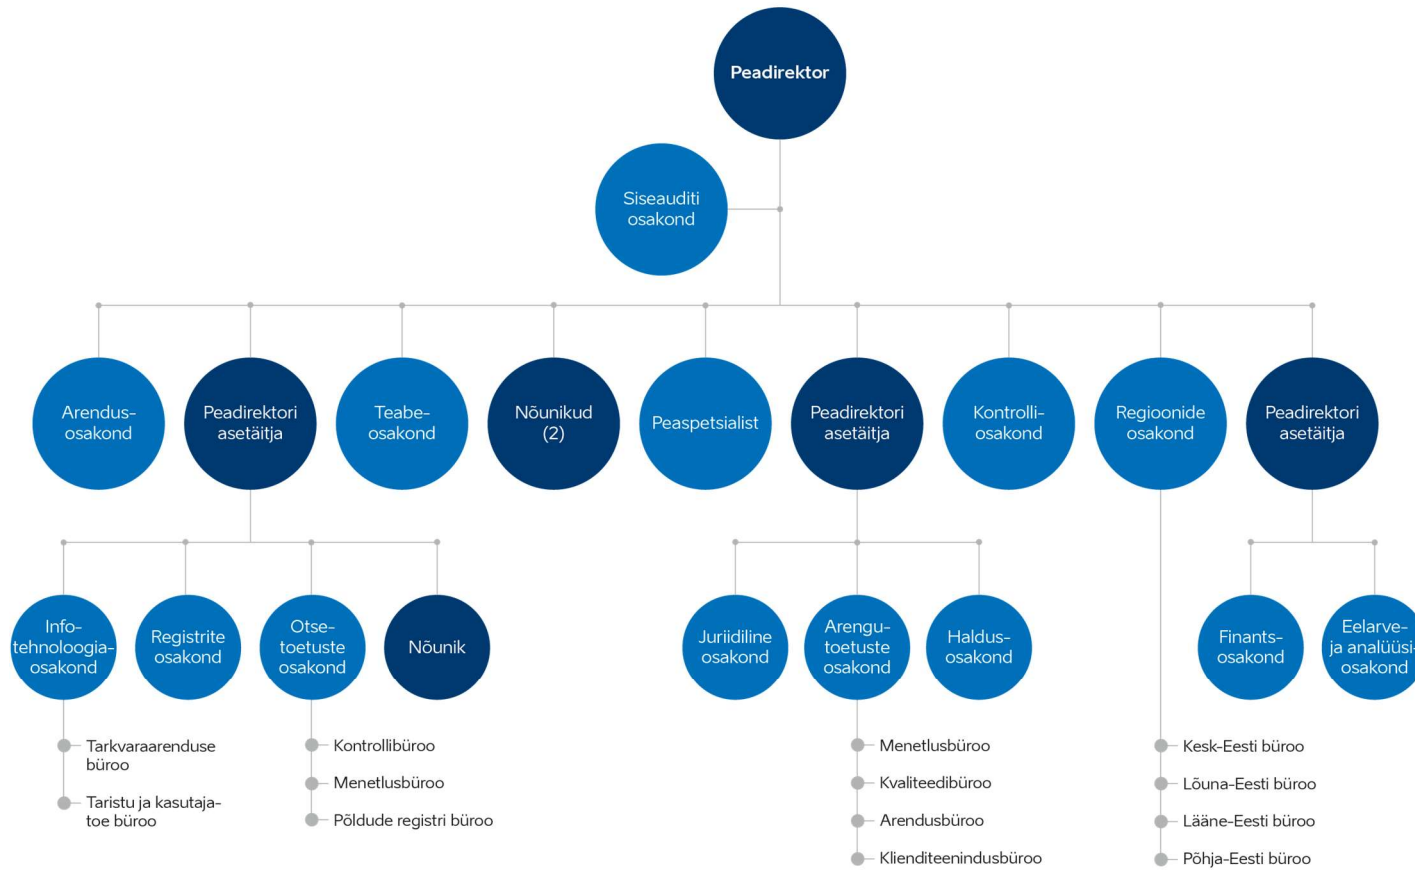 Peadirektor
Siseauditi
osakond
Arendus-
osakond
Peadirektori
asetäitja
Teabe-
osakond
Nõunikud
(2)
Peaspetsialist
Peadirektori
asetäitja
Kontrolli-
osakond
Regioonide
osakond
Peadirektori
asetäitja
Info-
tehnoloogia-
osakond
Registrite
osakond
Otse-
toetuste
osakond
Nõunik
Juriidiline
osakond
Arengu-
toetuste
osakond
Haldus-
osakond
Finants-
osakond
Eelarve-
ja analüüsi-
osakond
Tarkvaraarenduse
büroo
Taristu ja kasutaja-
toe büroo
Kontrollibüroo
Menetlusbüroo
Põldude registri büroo
Menetlusbüroo
Kvaliteedibüroo
Arendusbüroo
Klienditeenindusbüroo
Kesk-Eesti büroo
Lõuna-Eesti büroo
Lääne-Eesti büroo
Põhja-Eesti büroo